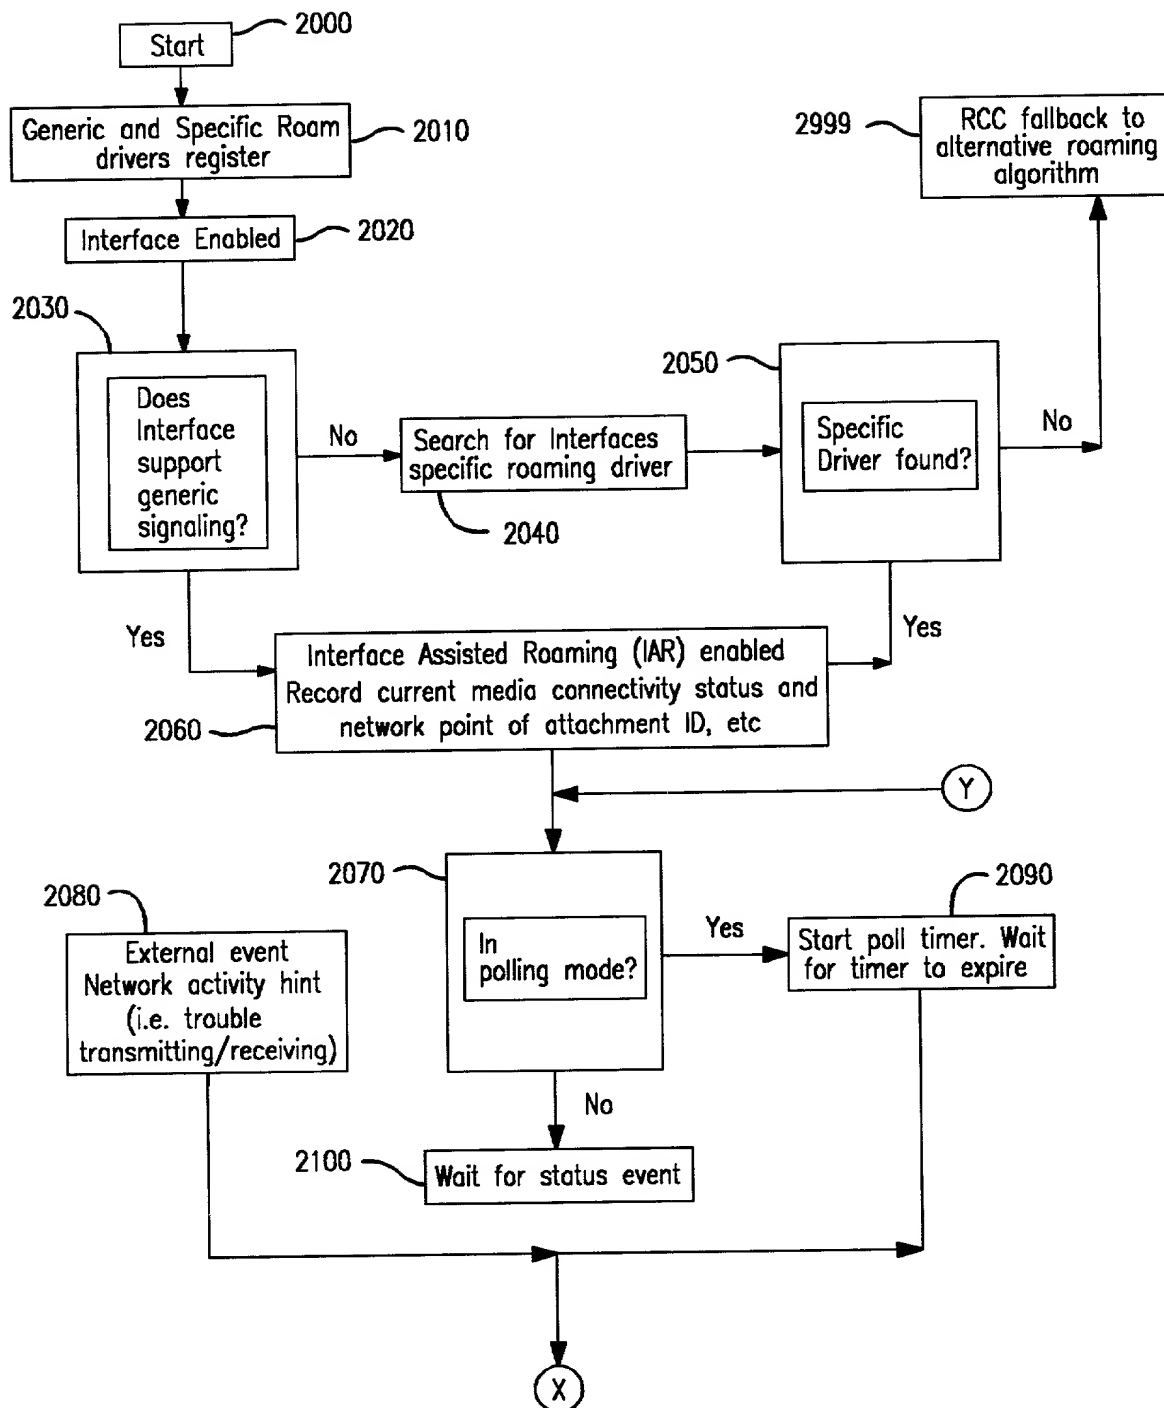 2000
Start
Generic and Specific Roam
drivers register
2010
2999
RCC fallback to
alternative roaming
algorithm
Interface Enabled
2020
2030
Does
Interface
support
generic
signaling?
No
Search for Interfaces
specific roaming driver
2040
2050
Specific
Driver found?
No
Yes
Yes
Interface Assisted Roaming (IAR) enabled
Record current media connectivity status and
network point of attachment ID, etc
2060
Y
2070
In
polling mode?
Yes
2090
Start poll timer. Wait
for timer to expire
2080
External event
Network activity hint
(i.e. trouble
transmitting/receiving)
No
2100
Wait for status event
X